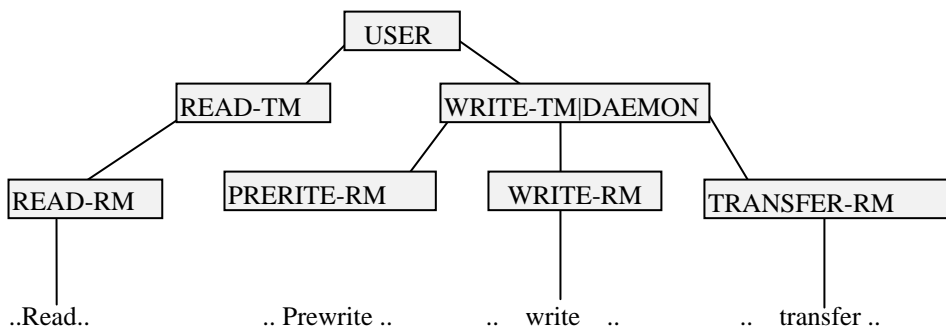 USER
READ-TM
WRITE-TM|DAEMON
READ-RM
PRERITE-RM
WRITE-RM
TRANSFER-RM
..Read..
.. Prewrite ..
.. write ..
.. transfer ..